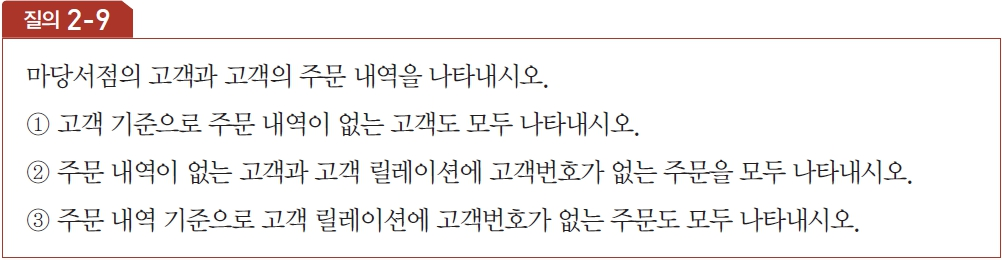 질의 2-9
마당서점의 고객과 고객의 주문 내역을 나타내시오.
① 고객 기준으로 주문 내역이 없는 고객도 모두 나타내시오.
② 주문 내역이 없는 고객과 고객 릴레이션에 고객번호가 없는 주문을 모두 나타내시오.
③ 주문 내역 기준으로 고객 릴레이션에 고객번호가 없는 주문도 모두 나타내시오.